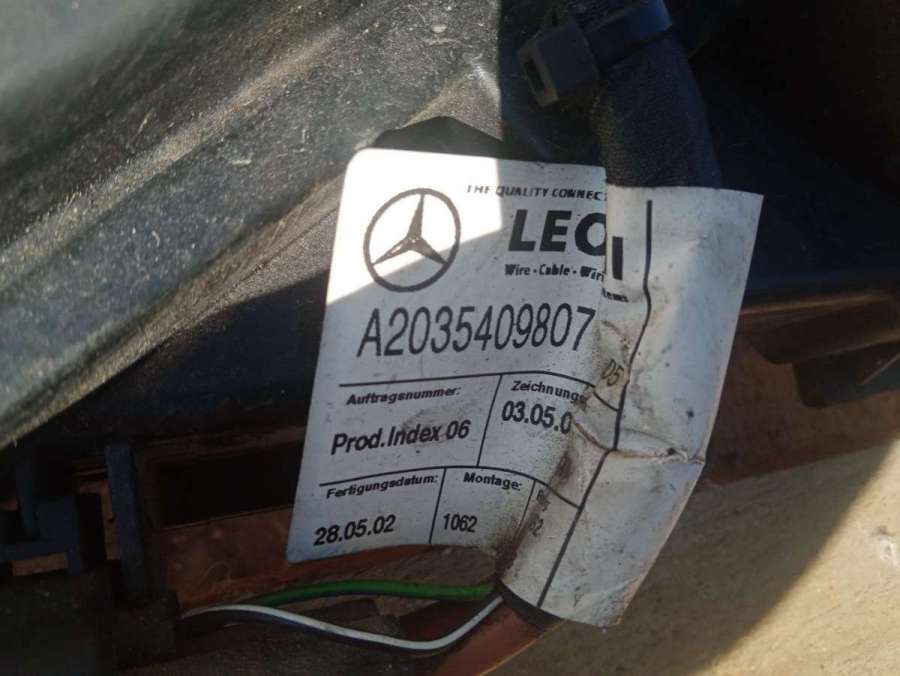 THE QUALITY CONNEC
LEO I
Wire - Cable -
A2035409807
05
Auftragsnummer:
Prod.Index 06
Zeichnungs
03.05.0
Fertigungsdatum:
28.05.02
Montage:
1062